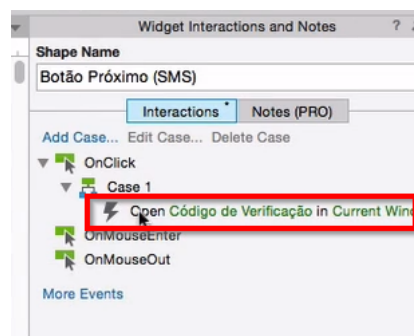 Widget Interactions and Notes ?
Shape Name
Botão Próximo (SMS)
Interactions * Notes (PRO)
Add Case... Edit Case... Delete Case
OnClick
Case 1
Open Código de Verificação in Current
OnMouseEnter
OnMouseOut
More Events